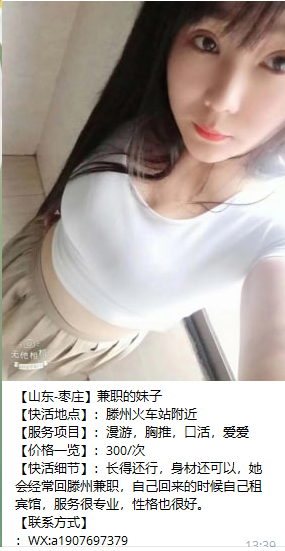 无他相机
【山东-枣庄】兼职的妹子
【快活地点】：滕州火车站附近
【服务项目】：漫游，胸推，口活，爱爱
【价格一览】：300/次
【快活细节】：长得还行，身材还可以，她
会经常回滕州兼职，自己回来的时候自己租
宾馆，服务很专业，性格也很好。
【联系方式】
：WX:a1907697379
13:39